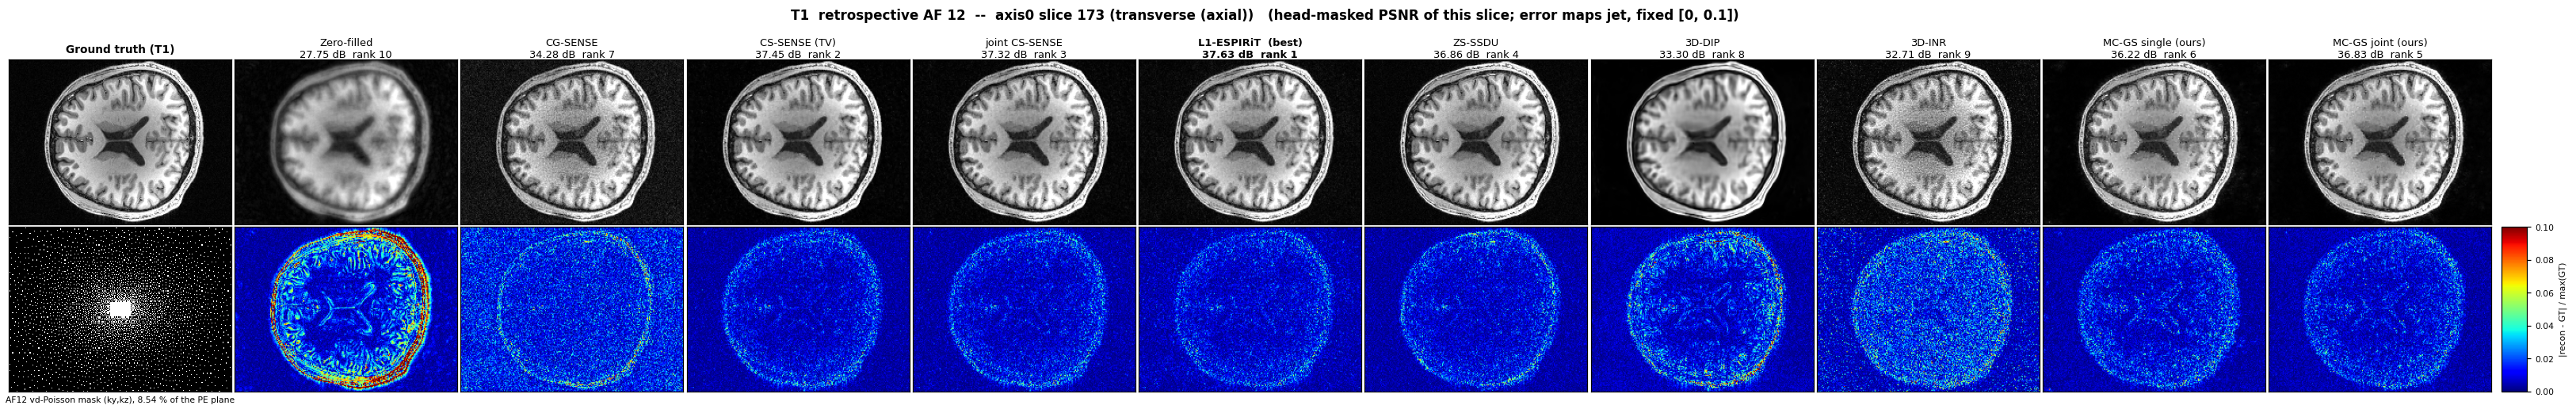 T1 retrospective AF 12 -- axis0 slice 173 (transverse (axial)) (head-masked PSNR of this slice; error maps jet, fixed [0, 0.1])
Ground truth (T1)
Zero-filled
27.75 dB rank 10
CG-SENSE
34.28 dB rank 7
CS-SENSE (TV)
37.45 dB rank 2
joint CS-SENSE
37.32 dB rank 3
L1-ESPIRiT (best)
37.63 dB rank 1
ZS-SSDU
36.86 dB rank 4
3D-DIP
33.30 dB rank 8
3D-INR
32.71 dB rank 9
MC-GS single (ours)
36.22 dB rank 6
MC-GS joint (ours)
36.83 dB rank 5
0.10
0.08
0.06
0.04
0.02
0.00
|recon - GT| / max(GT)
AF12 vd-Poisson mask (ky,kz), 8.54 % of the PE plane